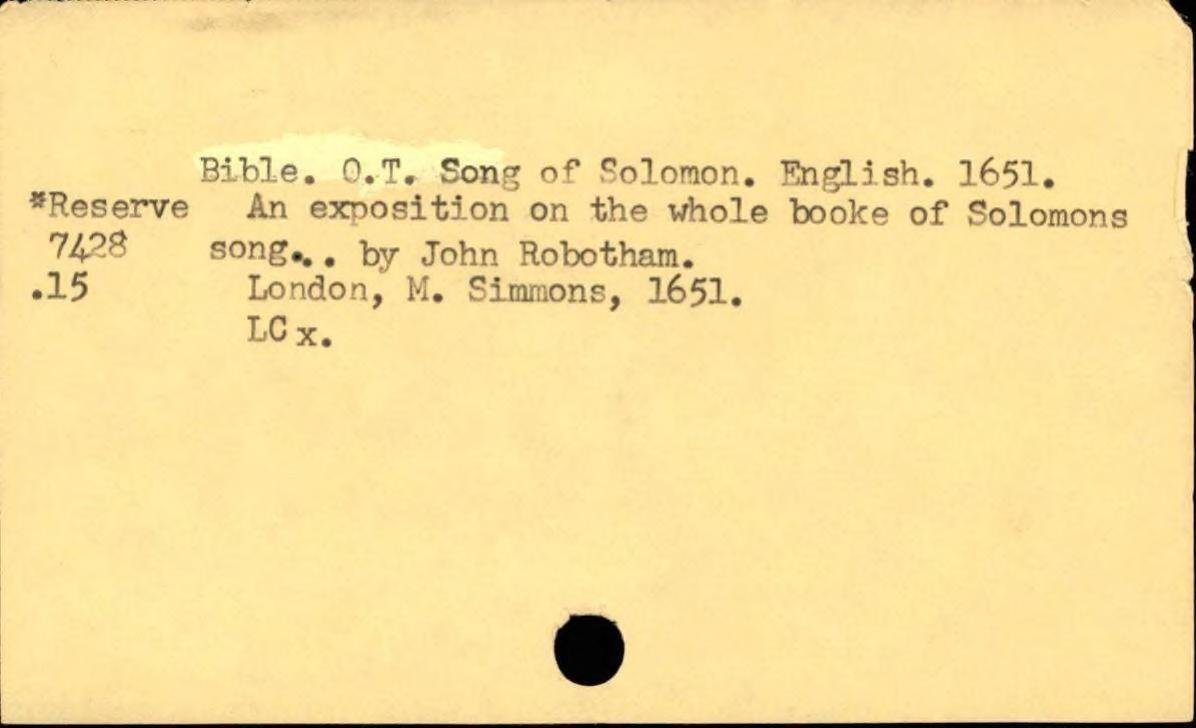 Bible. O.T. Song of Solomon. English. 1651.
*Reserve An exposition on the whole booke of Solomons
7428 song... by John Robotham.
.15 London, M. Simmons, 1651.
LC x.